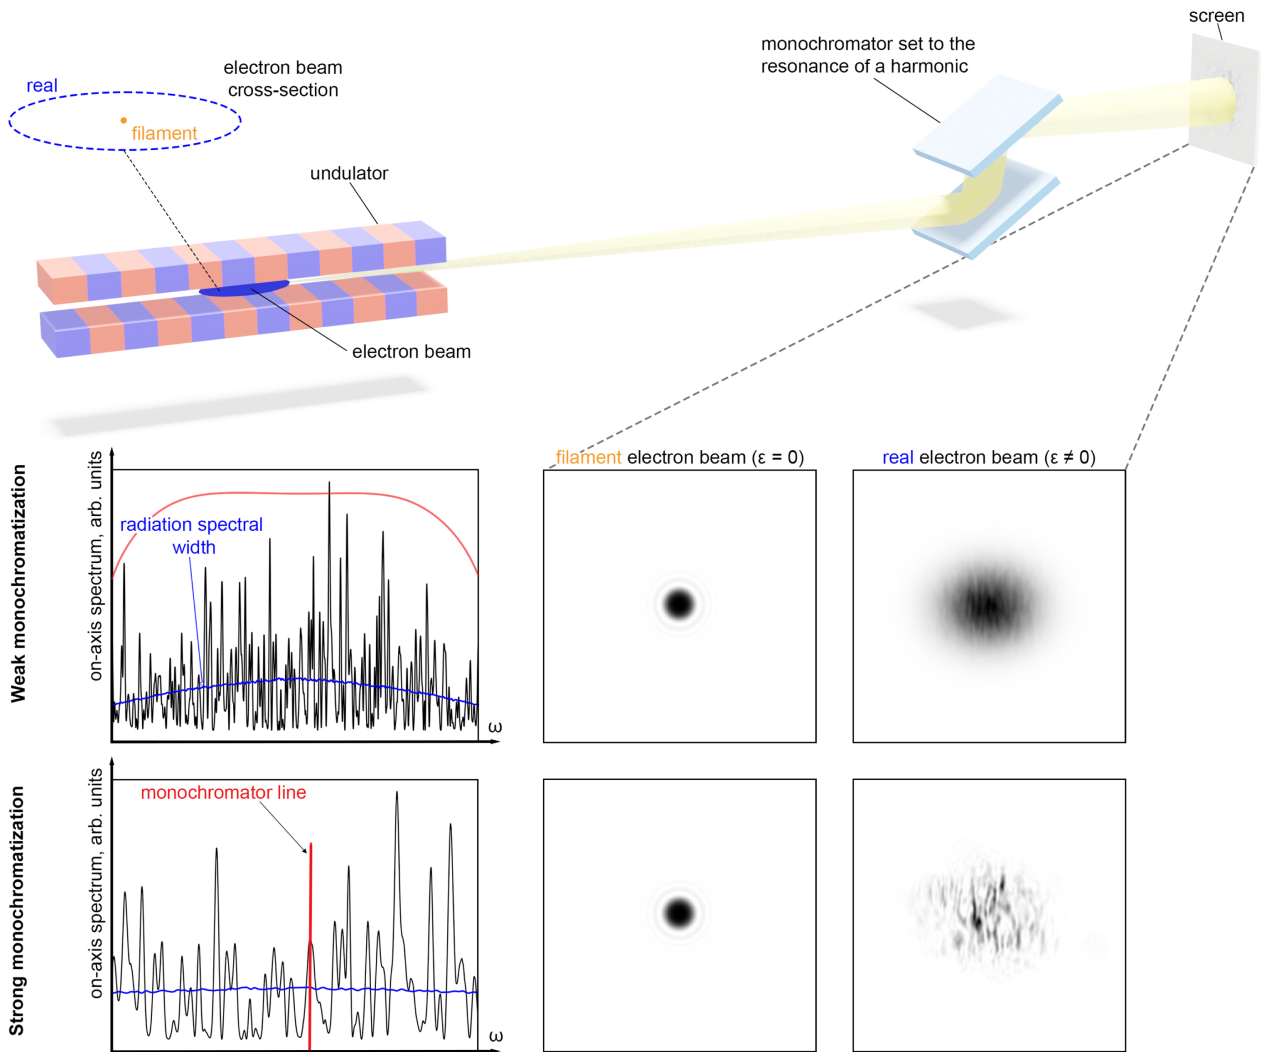 screen
monochromator set to the
resonance of a harmonic
electron beam
cross-section
real
filament
undulator
electron beam
Weak monochromatization
on-axis spectrum, arb. units
radiation spectral
width
ω
filament electron beam (ε = 0)
real electron beam (ε ≠ 0)
Strong monochromatization
on-axis spectrum, arb. units
monochromator line
ω